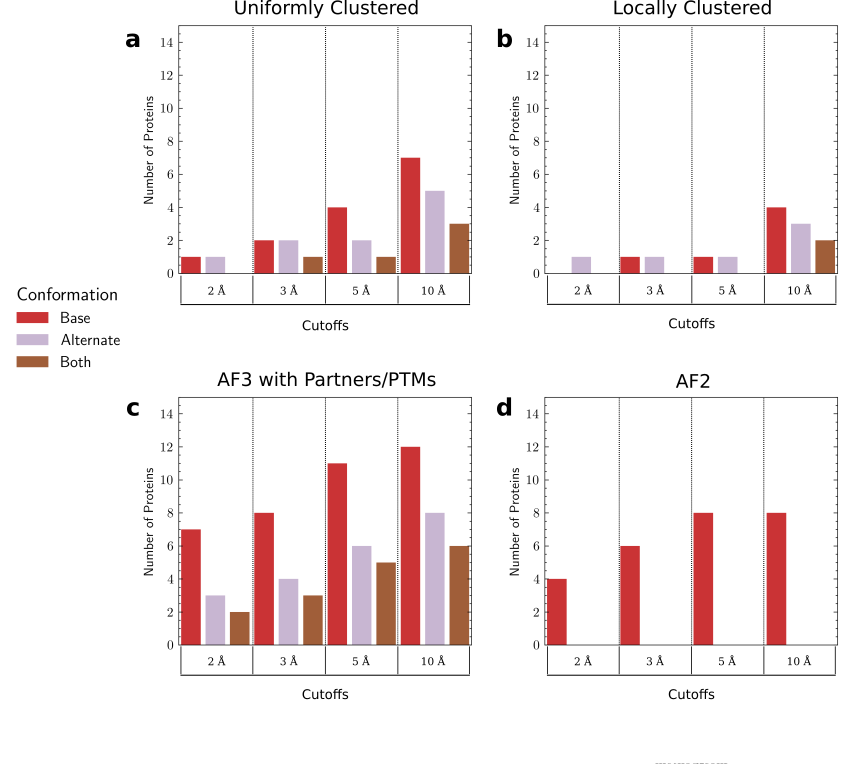 Uniformly Clustered
Locally Clustered
a
b
Number of Proteins
14
12
10
8
6
4
2
0
2 Å 3 Å 5 Å 10 Å
Cutoffs
Number of Proteins
14
12
10
8
6
4
2
0
2 Å 3 Å 5 Å 10 Å
Cutoffs
Conformation
Base
Alternate
Both
AF3 with Partners/PTMs
AF2
c
d
Number of Proteins
14
12
10
8
6
4
2
0
2 Å 3 Å 5 Å 10 Å
Cutoffs
Number of Proteins
14
12
10
8
6
4
2
0
2 Å 3 Å 5 Å 10 Å
Cutoffs